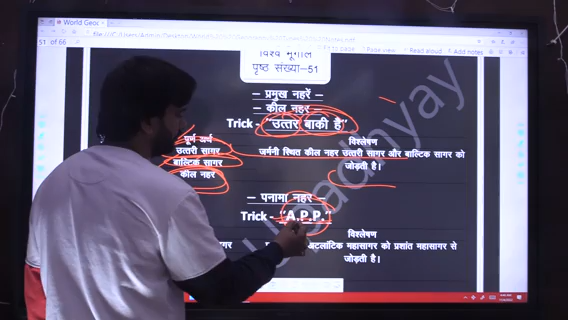 World Geo
51 of 66
Page view
Read aloud
Add notes
विश्व भूगोल
पृष्ठ संख्या–51
– प्रमुख नहरें –
– कील नहर –
Trick - "उत्तर बाकी है"
पूर्ण अर्थ
विश्लेषण
उत्तरी सागर
बाल्टिक सागर
कील नहर
जर्मनी स्थित कील नहर उत्तरी सागर और बाल्टिक सागर को
जोड़ती है।
– पनामा नहर –
Trick - "A.P.P."
विश्लेषण
अटलांटिक महासागर को प्रशांत महासागर से
जोड़ती है।